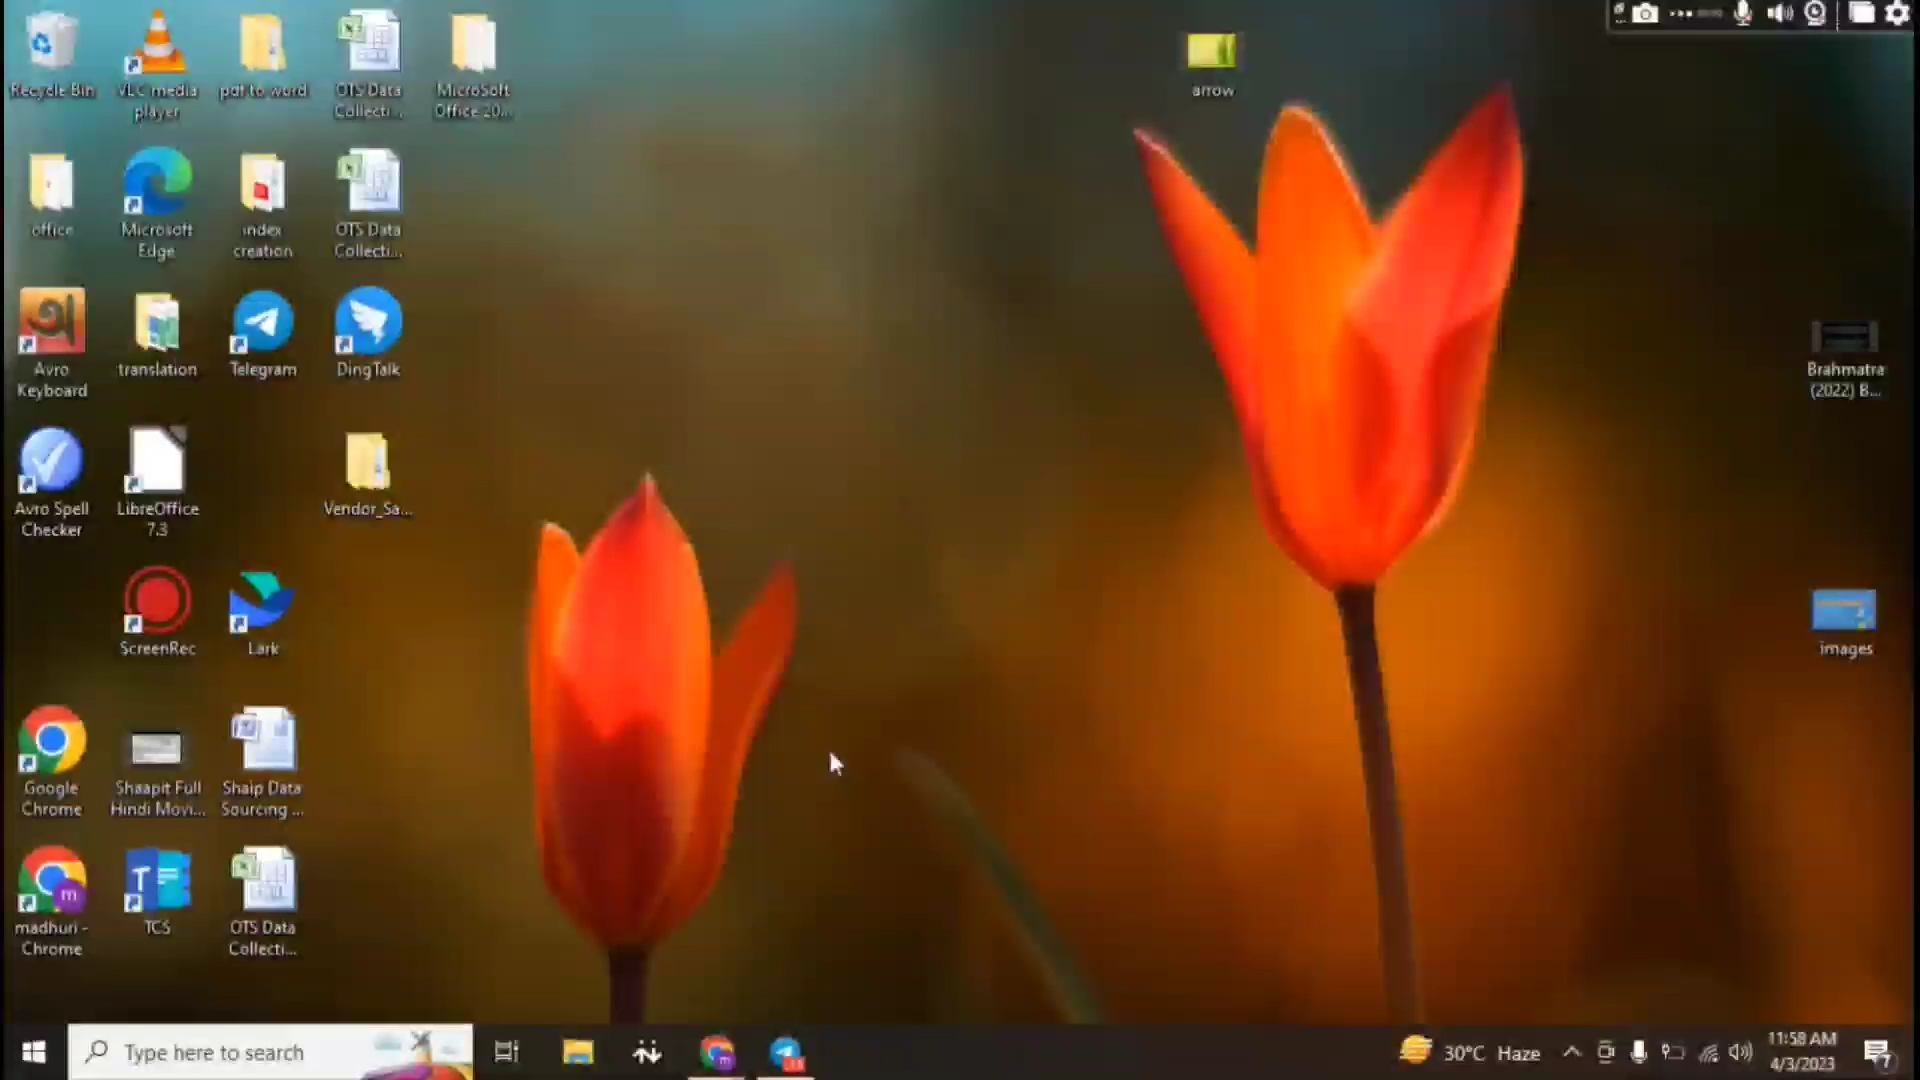 Recycle Bin
VLC media
player
pdf to word
OTS Data
Collecti...
MicroSoft
Office 20...
arrow
office
Microsoft
Edge
index
creation
OTS Data
Collecti...
অ
Avro
Keyboard
translation
Telegram
DingTalk
Brahmatra
(2022) B...
Avro Spell
Checker
LibreOffice
7.3
Vendor_Sa...
ScreenRec
Lark
images
Google
Chrome
Shaapit Full
Hindi Movi...
Shaip Data
Sourcing ...
m
madhuri -
Chrome
T
TCS
OTS Data
Collecti...
Type here to search
m
30°C Haze
11:58 AM
4/3/2023
7